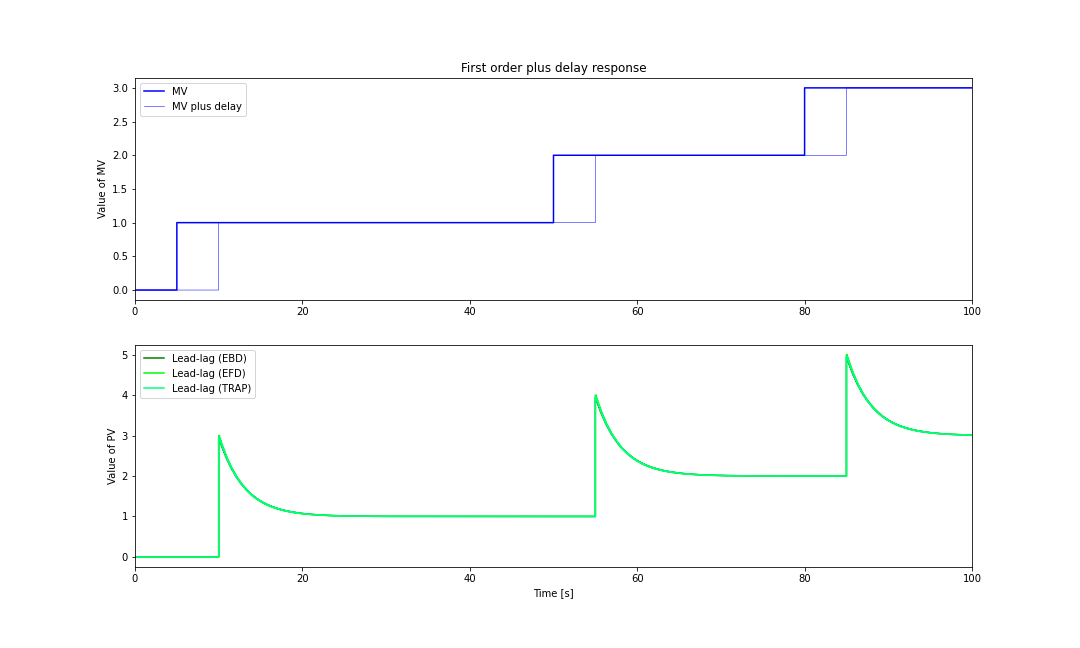 First order plus delay response
MV
MV plus delay
Value of MV
3.0
2.5
2.0
1.5
1.0
0.5
0.0
0 20 40 60 80 100
Lead-lag (EBD)
Lead-lag (EFD)
Lead-lag (TRAP)
Value of PV
5
4
3
2
1
0
0 20 40 60 80 100
Time [s]